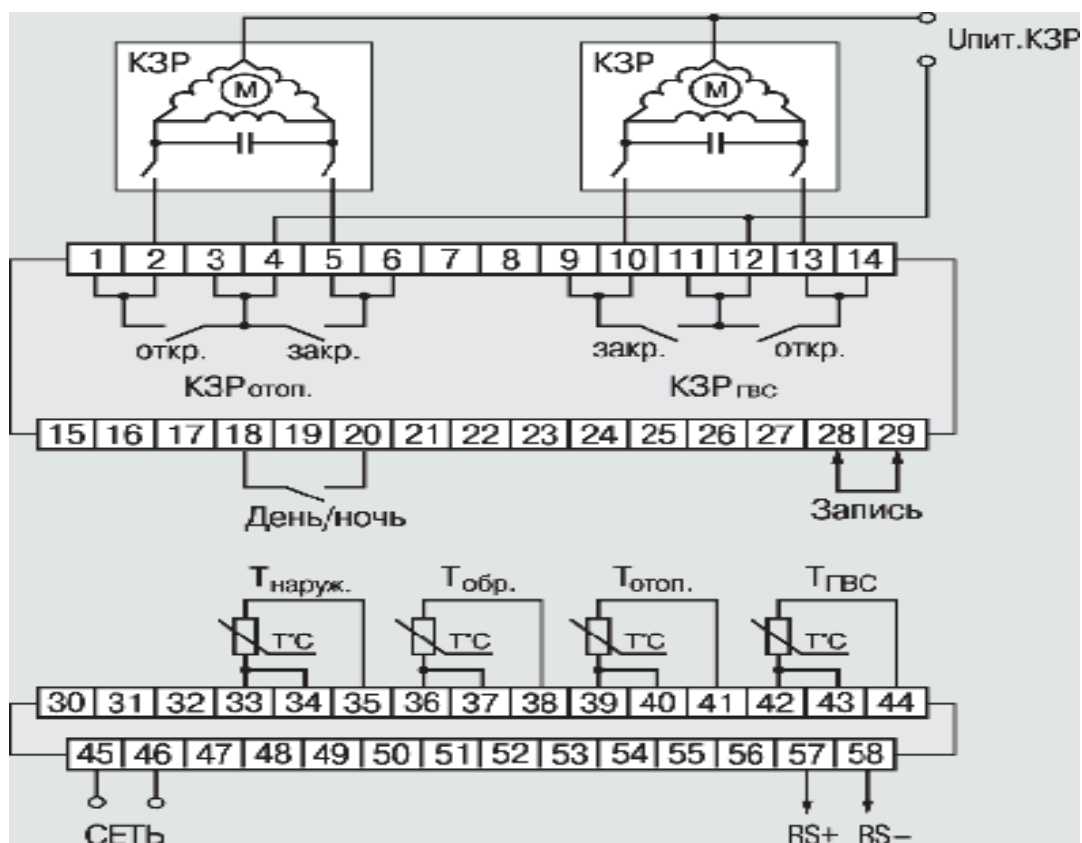 Uпит.КЗР
КЗР КЗР
М М
1 2 3 4 5 6 7 8 9 10 11 12 13 14
откр. закр. закр. откр.
КЗРотоп. КЗРГВС
15 16 17 18 19 20 21 22 23 24 25 26 27 28 29
День/ночь Запись
Тнаруж. Тобр. Тотоп. ТГВС
Т°С Т°С Т°С Т°С
30 31 32 33 34 35 36 37 38 39 40 41 42 43 44
45 46 47 48 49 50 51 52 53 54 55 56 57 58
СЕТЬ RS+ RS−